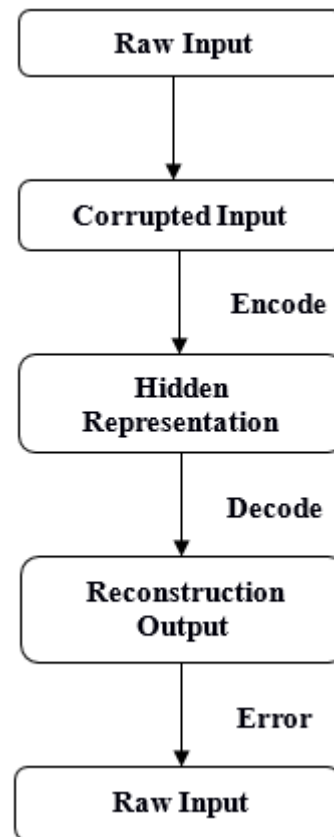 Raw Input
Corrupted Input
Encode
Hidden
Representation
Decode
Reconstruction
Output
Error
Raw Input